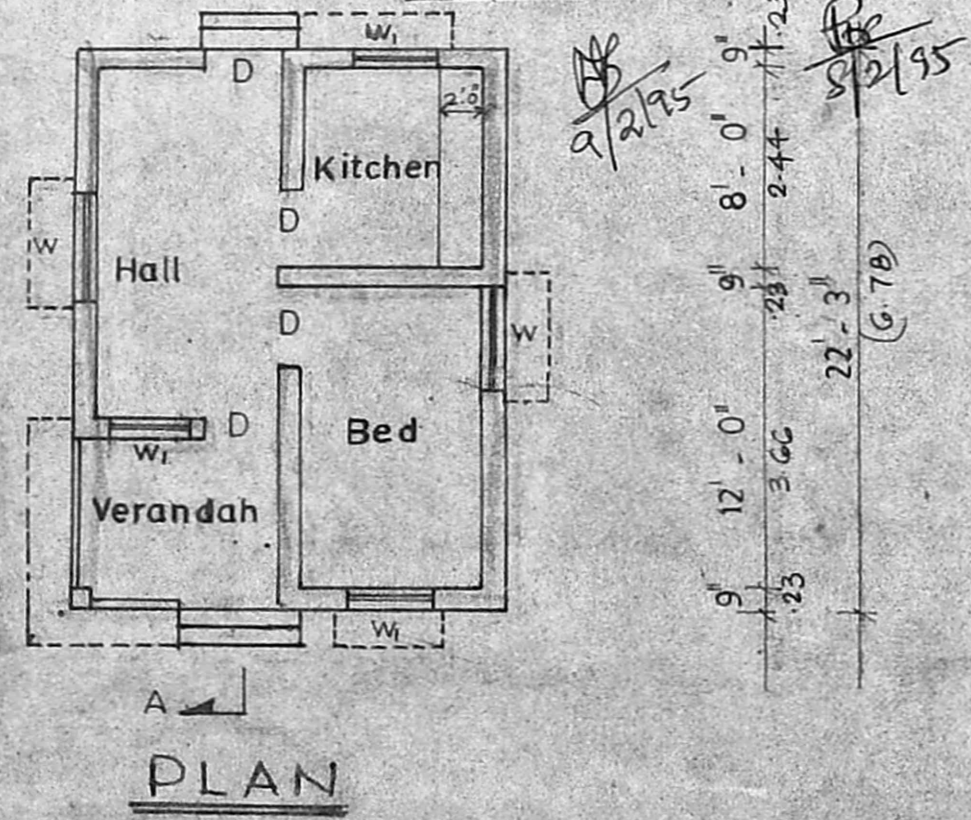 W1
D
2'.0"
Kitchen
D
W
Hall
D
W
D
Bed
W1
Verandah
W1
A
PLAN
9/2/95
8/2/95
9"
.2
8' - 0"
2.44
9"
.23
22' - 3"
(6.78)
12' - 0"
3.66
9"
.23